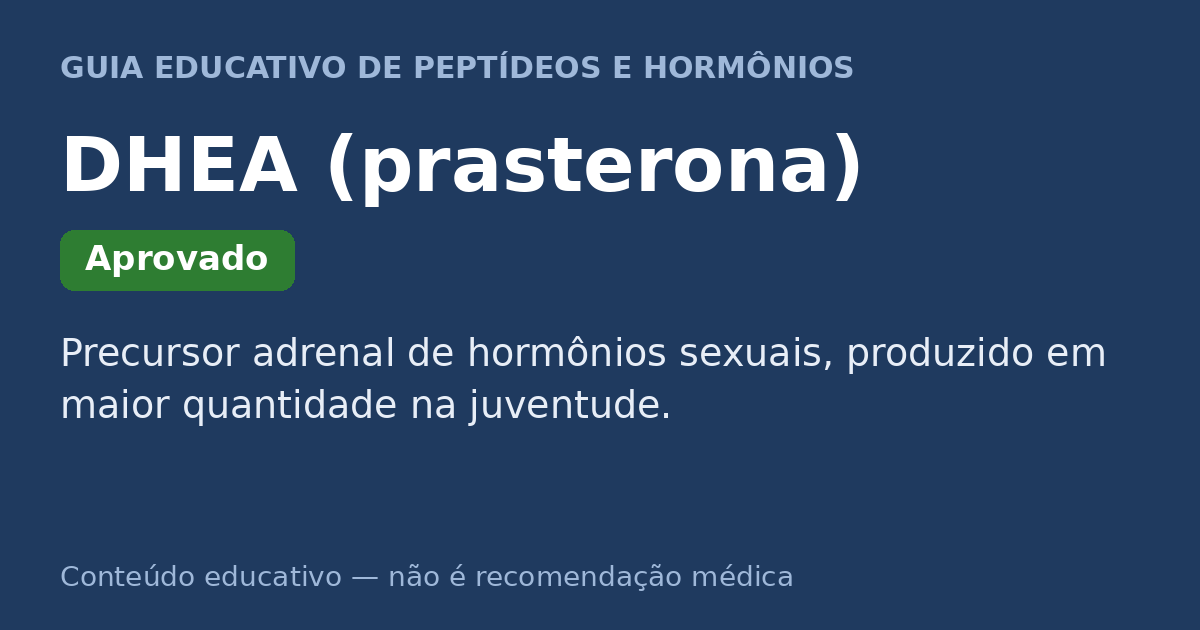 GUIA EDUCATIVO DE PEPTÍDEOS E HORMÔNIOS
DHEA (prasterona)
Aprovado
Precursor adrenal de hormônios sexuais, produzido em
maior quantidade na juventude.
Conteúdo educativo — não é recomendação médica